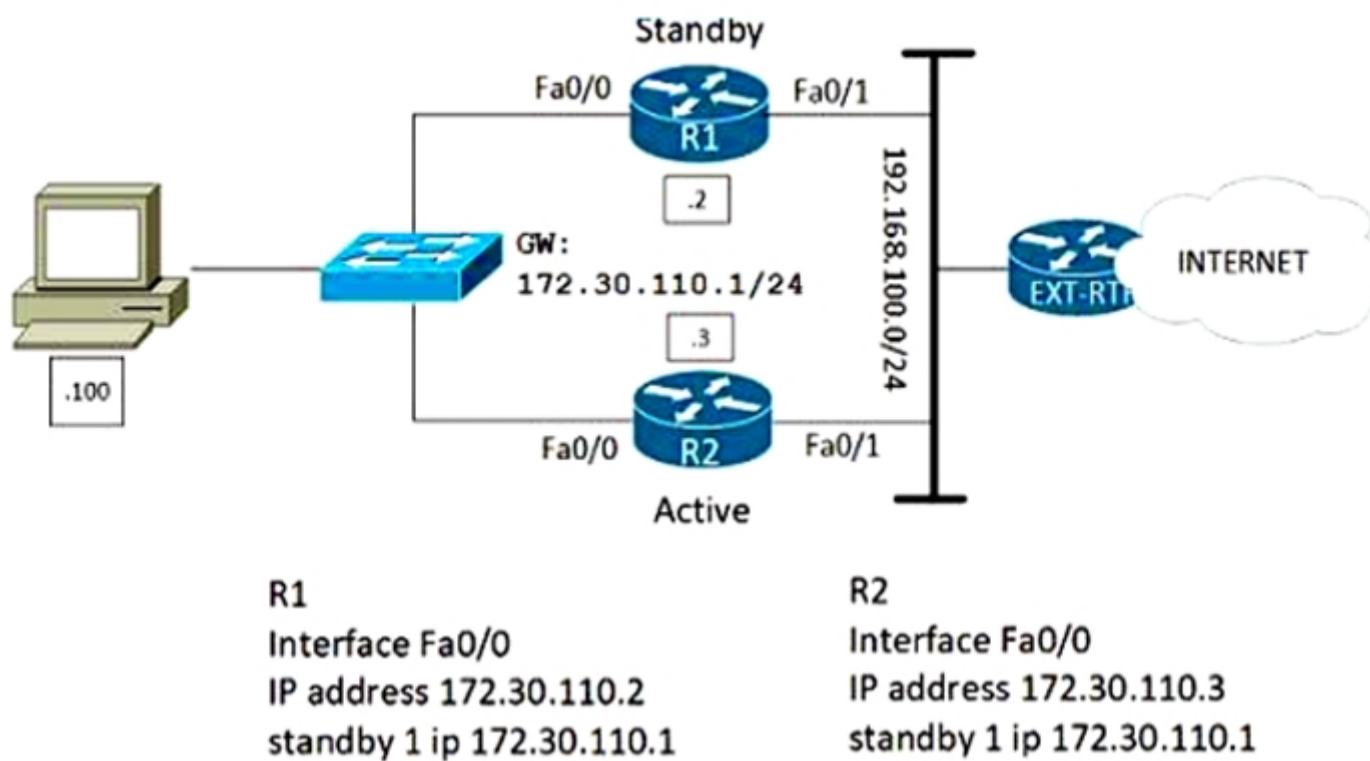 Standby
Fa0/0
Fa0/1
R1
.2
GW:
172.30.110.1/24
192.168.100.0/24
EXT-RTR
INTERNET
.100
.3
Fa0/0
R2
Fa0/1
Active
R1
Interface Fa0/0
IP address 172.30.110.2
standby 1 ip 172.30.110.1
R2
Interface Fa0/0
IP address 172.30.110.3
standby 1 ip 172.30.110.1